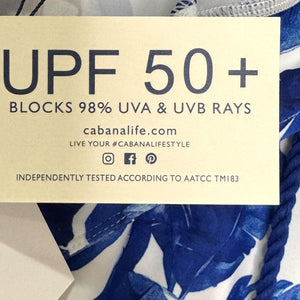 UPF 50+
BLOCKS 98% UVA & UVB RAYS
cabanalife.com
LIVE YOUR #CABANALIFESTYLE
INDEPENDENTLY TESTED ACCORDING TO AATCC TM183